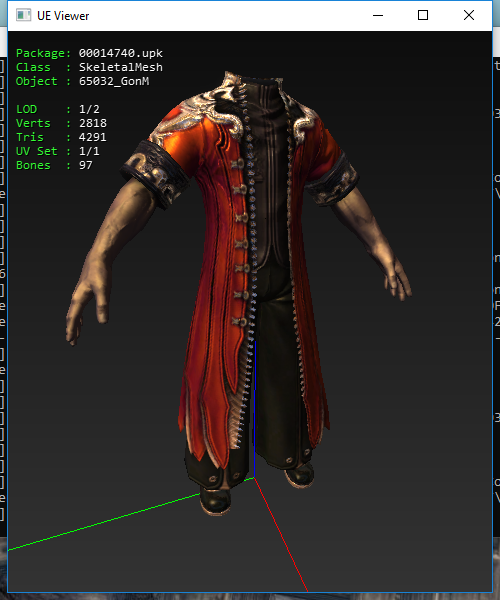 UE Viewer
Package: 00014740.upk
Class : SkeletalMesh
Object : 65032_GonM
LOD : 1/2
Verts : 2818
Tris : 4291
UV Set : 1/1
Bones : 97